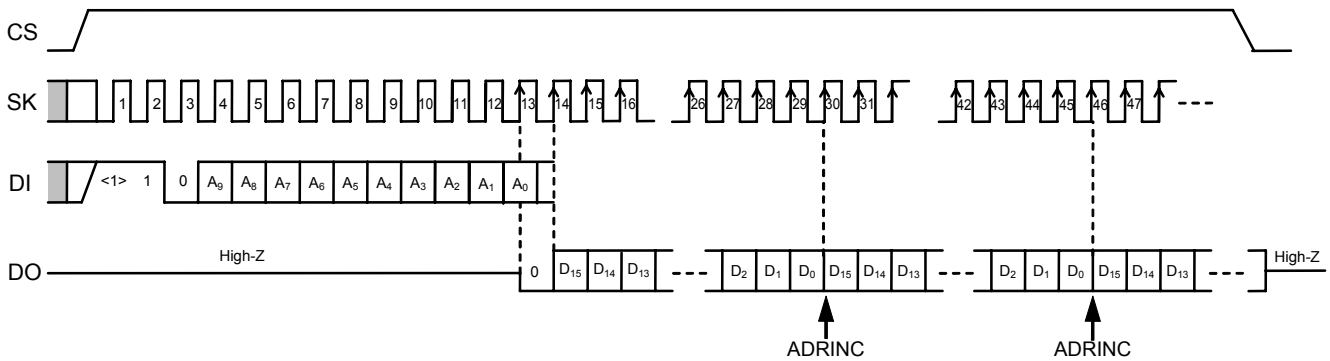 CS
SK 1 2 3 4 5 6 7 8 9 10 11 12 13 14 15 16 26 27 28 29 30 31 42 43 44 45 46 47
DI <1> 1 0 A9 A8 A7 A6 A5 A4 A3 A2 A1 A0
High-Z High-Z
DO 0 D15 D14 D13 D2 D1 D0 D15 D14 D13 D2 D1 D0 D15 D14 D13
ADRINC ADRINC